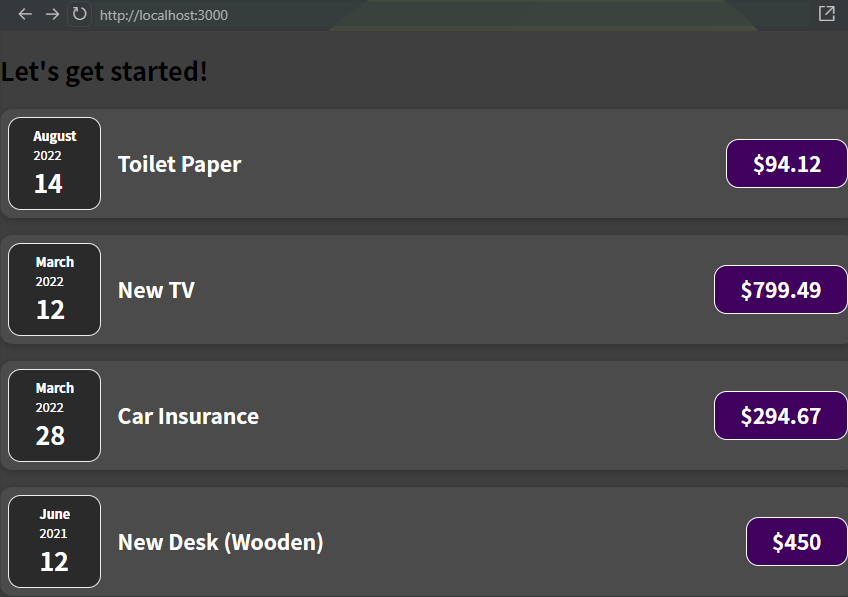 http://localhost:3000
Let's get started!
August
2022
14
Toilet Paper
$94.12
March
2022
12
New TV
$799.49
March
2022
28
Car Insurance
$294.67
June
2021
12
New Desk (Wooden)
$450